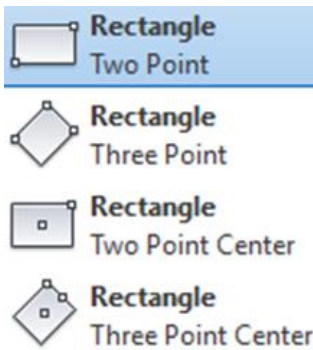 Rectangle
Two Point
Rectangle
Three Point
Rectangle
Two Point Center
Rectangle
Three Point Center